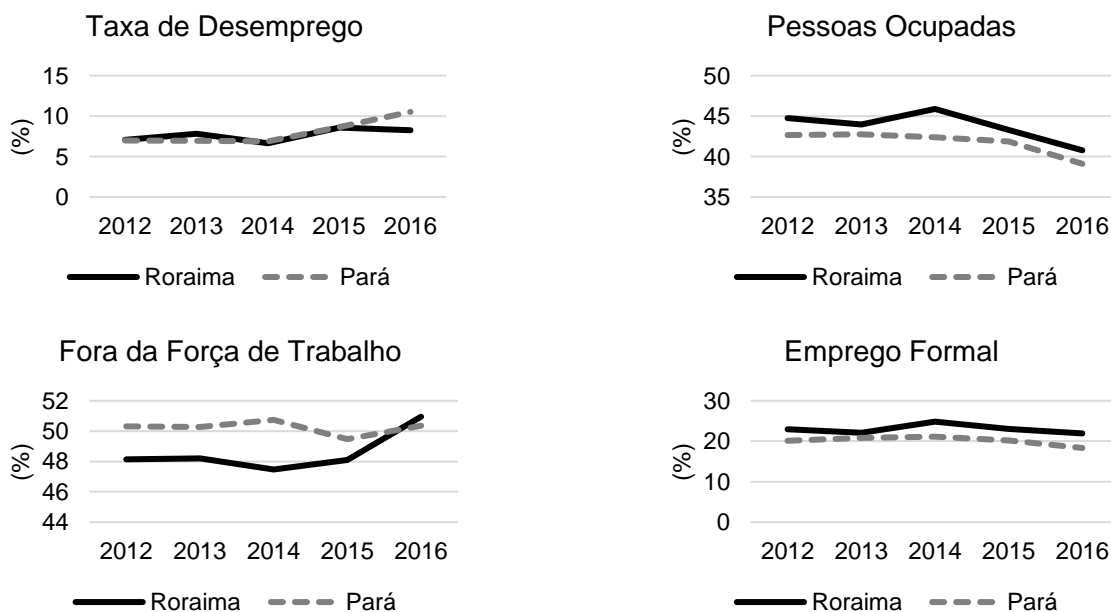 Taxa de Desemprego
15
10
5
0
(%)
2012 2013 2014 2015 2016
Roraima Pará
Pessoas Ocupadas
50
45
40
35
(%)
2012 2013 2014 2015 2016
Roraima Pará
Fora da Força de Trabalho
52
50
48
46
44
(%)
2012 2013 2014 2015 2016
Roraima Pará
Emprego Formal
30
20
10
0
(%)
2012 2013 2014 2015 2016
Roraima Pará